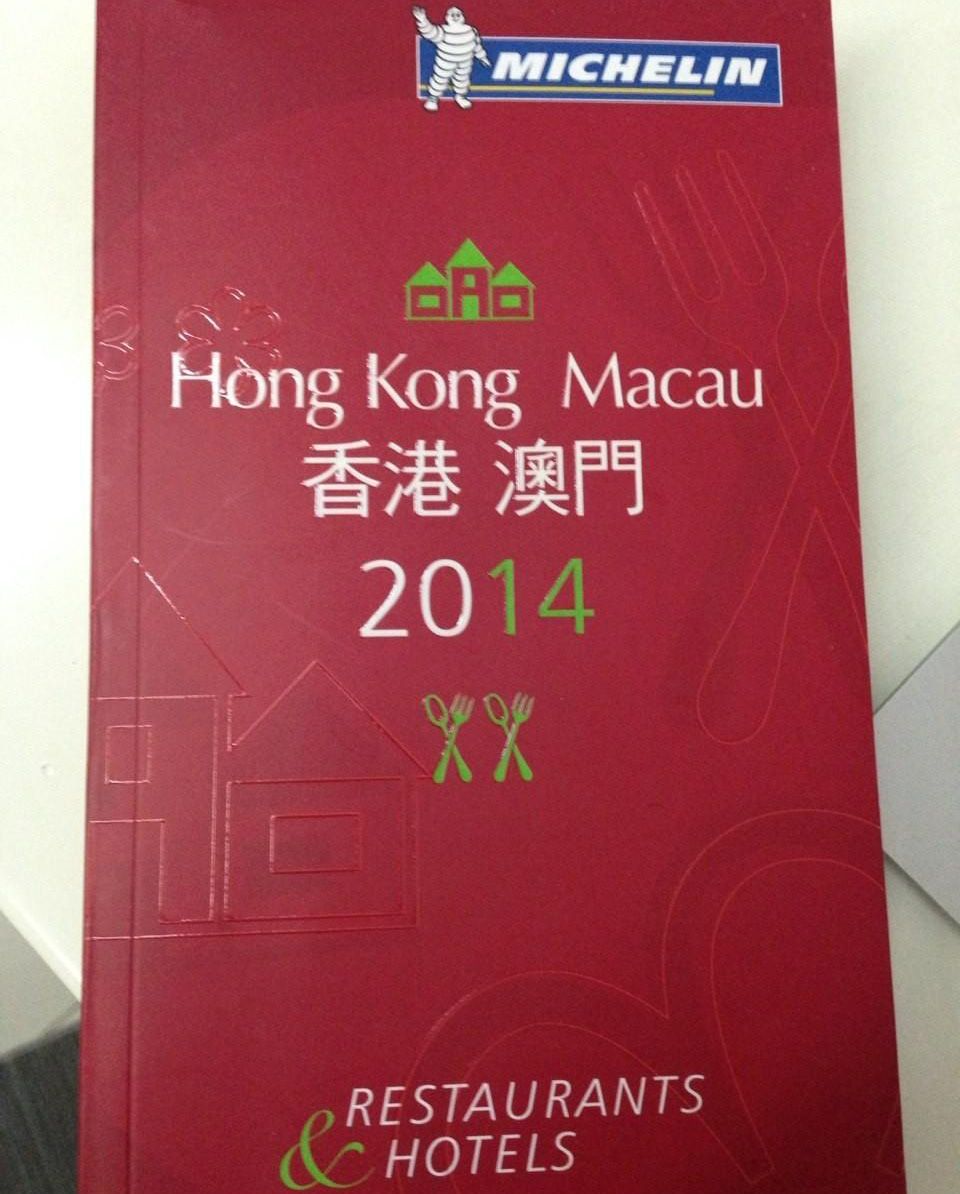 MICHELIN
Hong Kong Macau
香港 澳門
2014
RESTAURANTS
& HOTELS